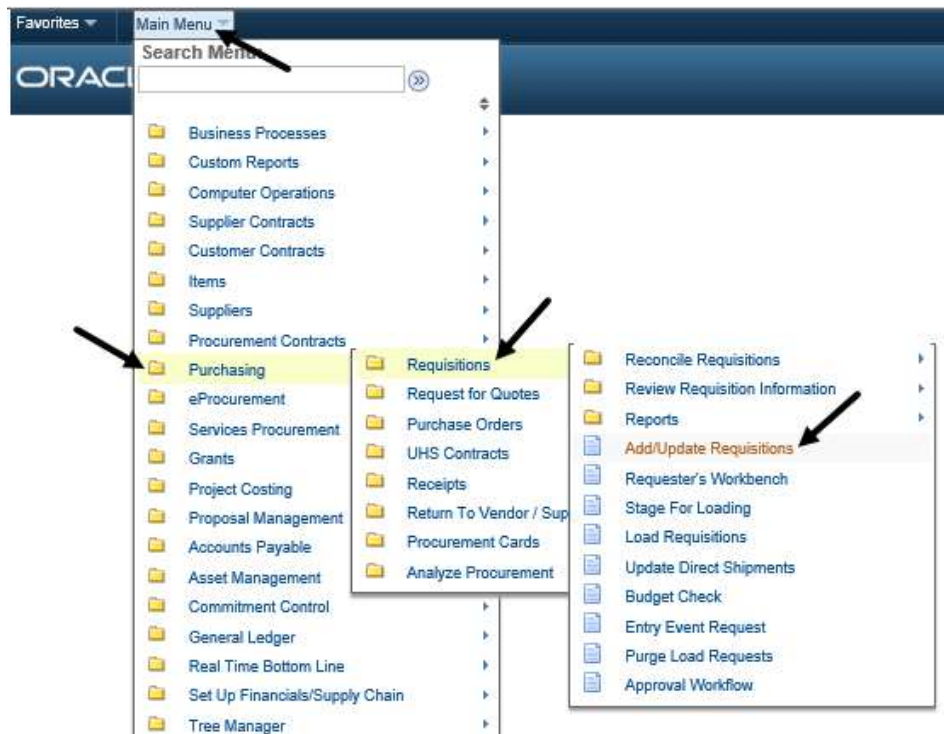 Favorites
Main Menu
Search Menu
ORACL
Business Processes
Custom Reports
Computer Operations
Supplier Contracts
Customer Contracts
Items
Suppliers
Procurement Contracts
Purchasing
eProcurement
Services Procurement
Grants
Project Costing
Proposal Management
Accounts Payable
Asset Management
Commitment Control
General Ledger
Real Time Bottom Line
Set Up Financials/Supply Chain
Tree Manager
Requisitions
Request for Quotes
Purchase Orders
UHS Contracts
Receipts
Return To Vendor / Sup
Procurement Cards
Analyze Procurement
Reconcile Requisitions
Review Requisition Information
Reports
Add/Update Requisitions
Requester's Workbench
Stage For Loading
Load Requisitions
Update Direct Shipments
Budget Check
Entry Event Request
Purge Load Requests
Approval Workflow